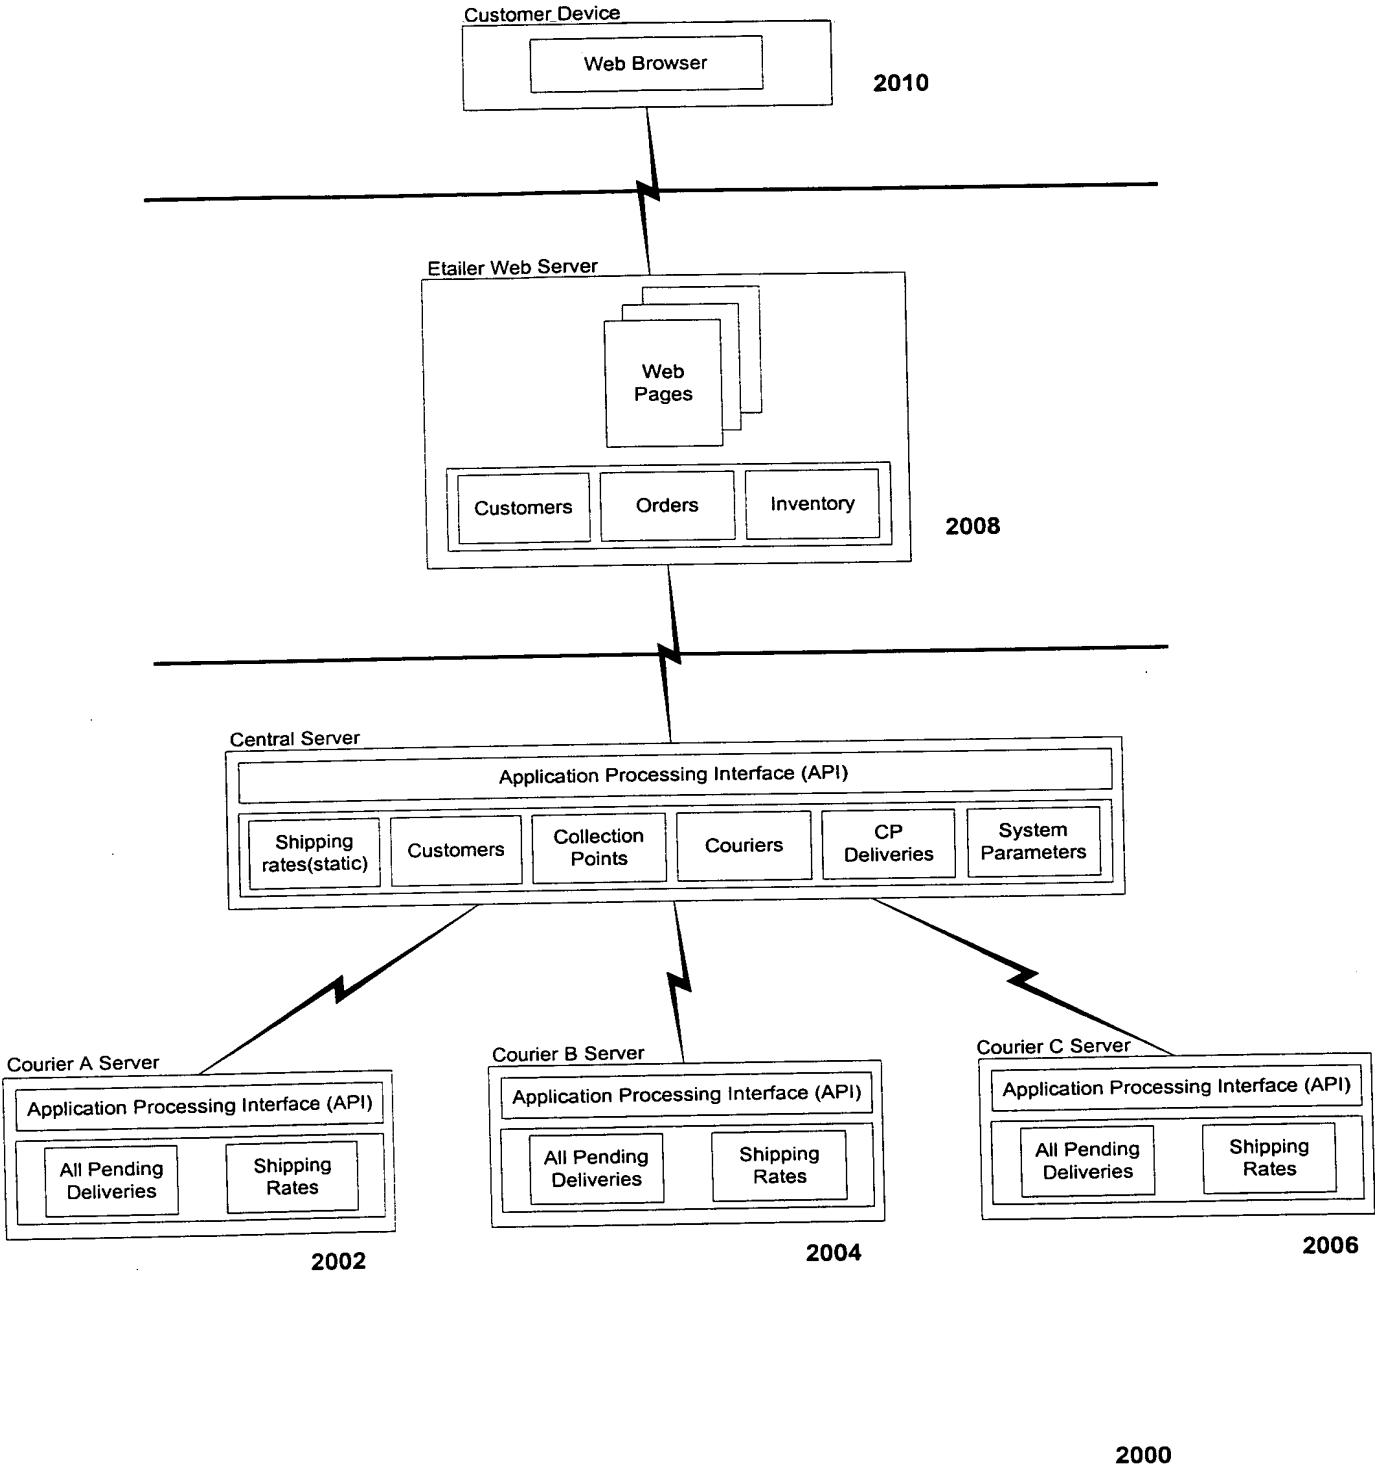 Customer Device
Web Browser
2010
Etailer Web Server
Web
Pages
Customers
Orders
Inventory
2008
Central Server
Application Processing Interface (API)
Shipping
rates(static)
Customers
Collection
Points
Couriers
CP
Deliveries
System
Parameters
Courier A Server
Application Processing Interface (API)
All Pending
Deliveries
Shipping
Rates
2002
Courier B Server
Application Processing Interface (API)
All Pending
Deliveries
Shipping
Rates
2004
Courier C Server
Application Processing Interface (API)
All Pending
Deliveries
Shipping
Rates
2006
2000